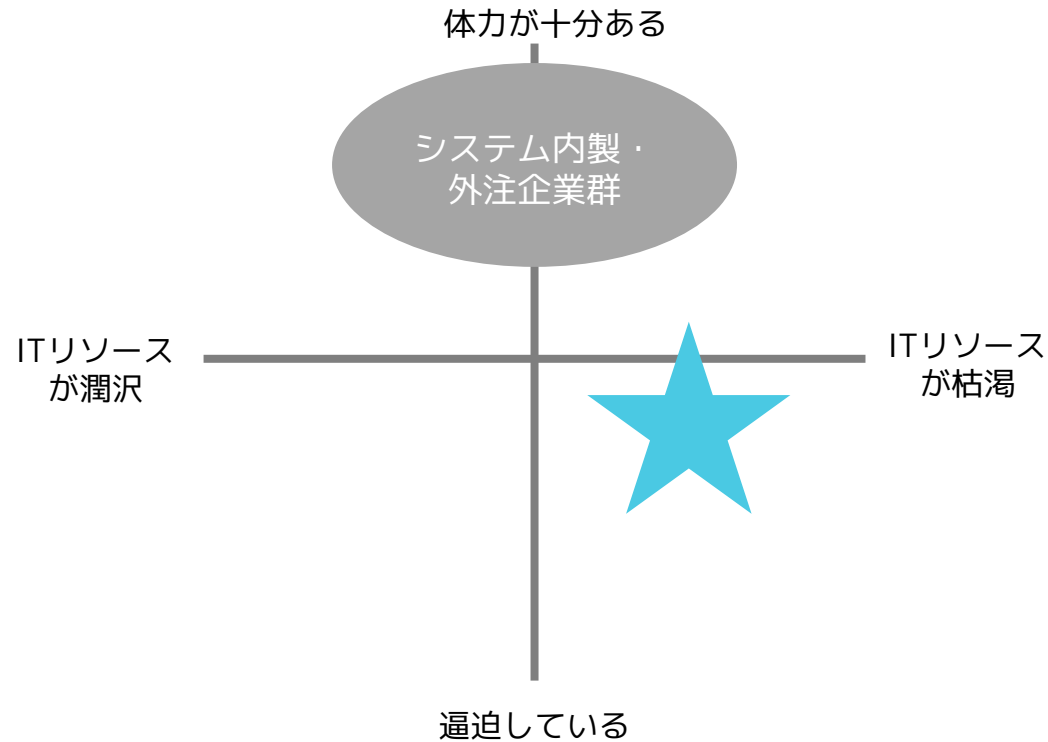 体力が十分ある
システム内製・
外注企業群
ITリソース
が潤沢
ITリソース
が枯渇
逼迫している